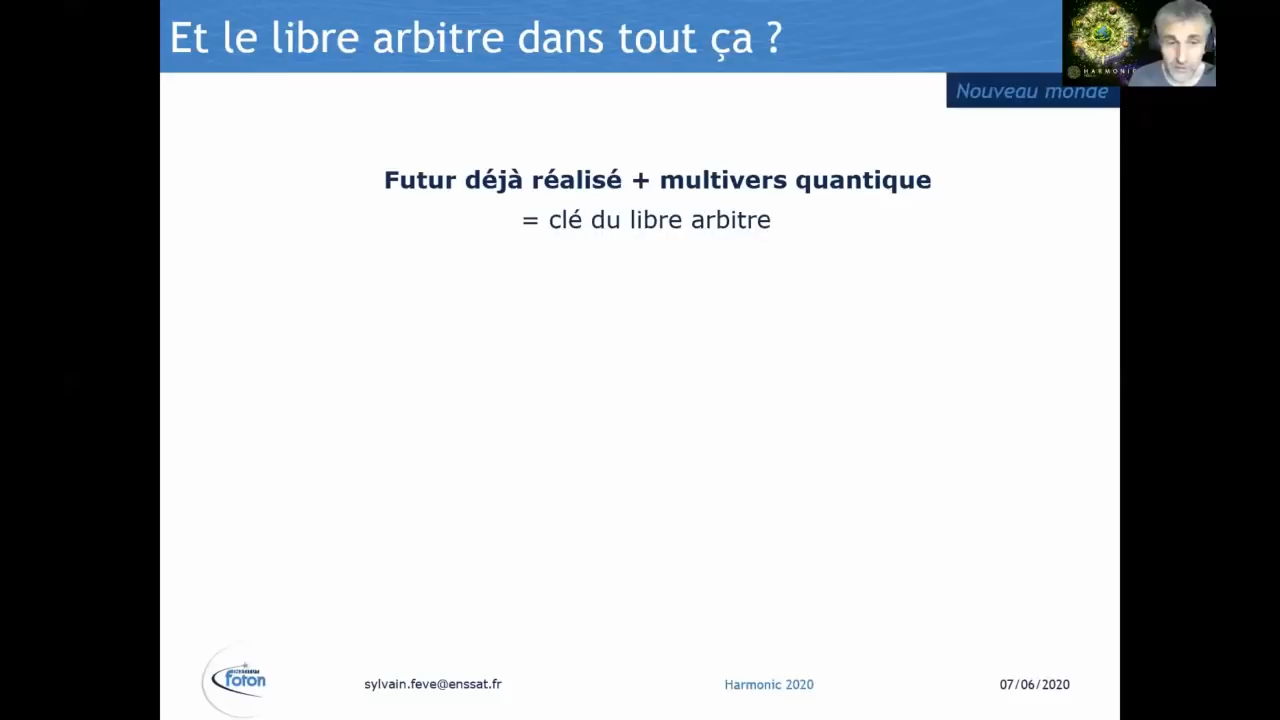 Et le libre arbitre dans tout ça ?
HARMONIC
Nouveau monde
Futur déjà réalisé + multivers quantique
= clé du libre arbitre
foton
sylvain.feve@enssat.fr
Harmonic 2020
07/06/2020